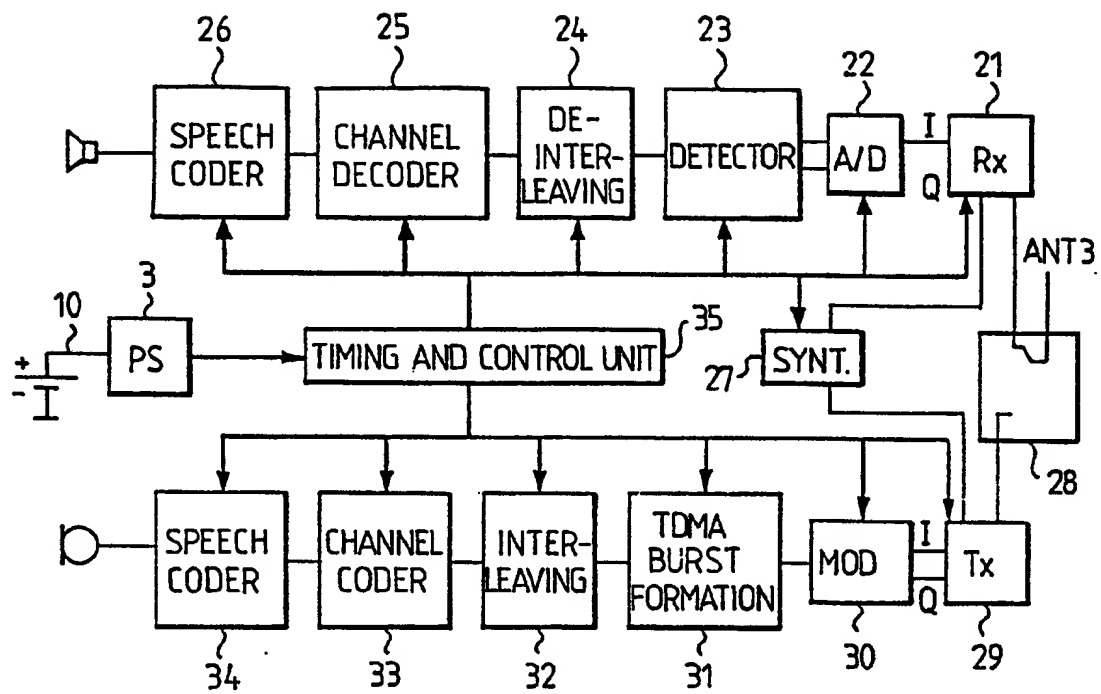 26
25
24
23
22
21
SPEECH
CODER
CHANNEL
DECODER
DE-
INTER-
LEAVING
DETECTOR
A/D
I
Q
Rx
ANT3
10
3
PS
+
-
TIMING AND CONTROL UNIT
35
27
SYNT.
28
SPEECH
CODER
CHANNEL
CODER
INTER-
LEAVING
TDMA
BURST
FORMATION
MOD
I
Q
Tx
34
33
32
31
30
29